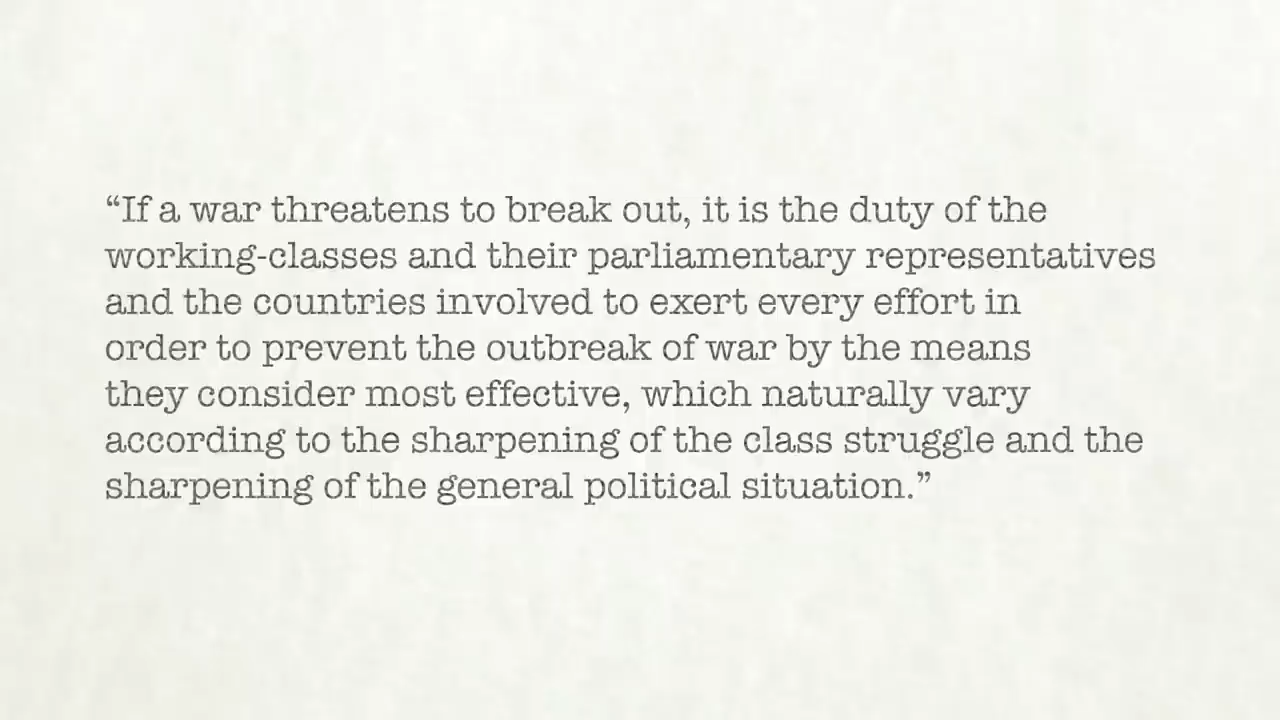 “If a war threatens to break out, it is the duty of the
working-classes and their parliamentary representatives
and the countries involved to exert every effort in
order to prevent the outbreak of war by the means
they consider most effective, which naturally vary
according to the sharpening of the class struggle and the
sharpening of the general political situation.”